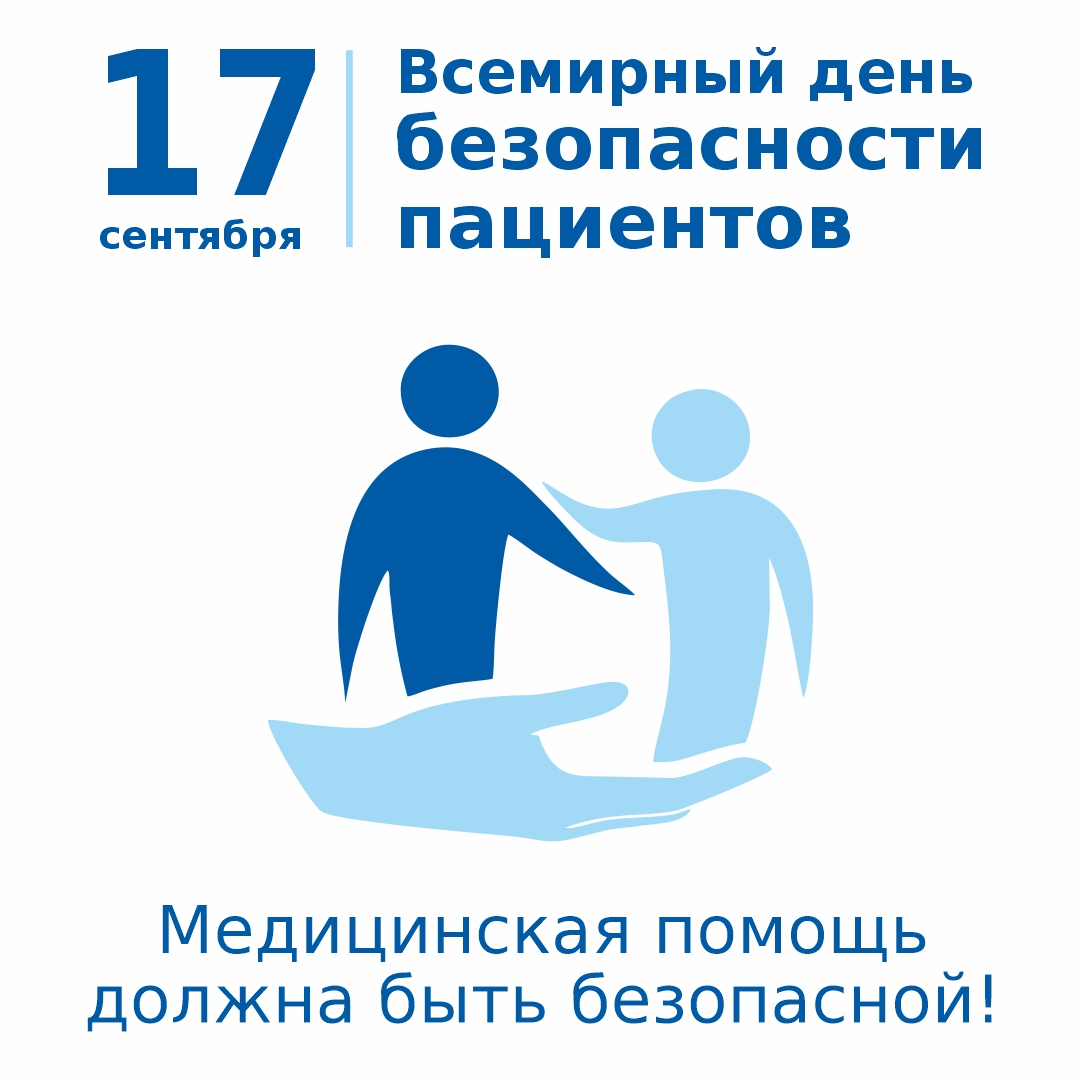 17
сентября
Всемирный день
безопасности
пациентов
Медицинская помощь
должна быть безопасной!